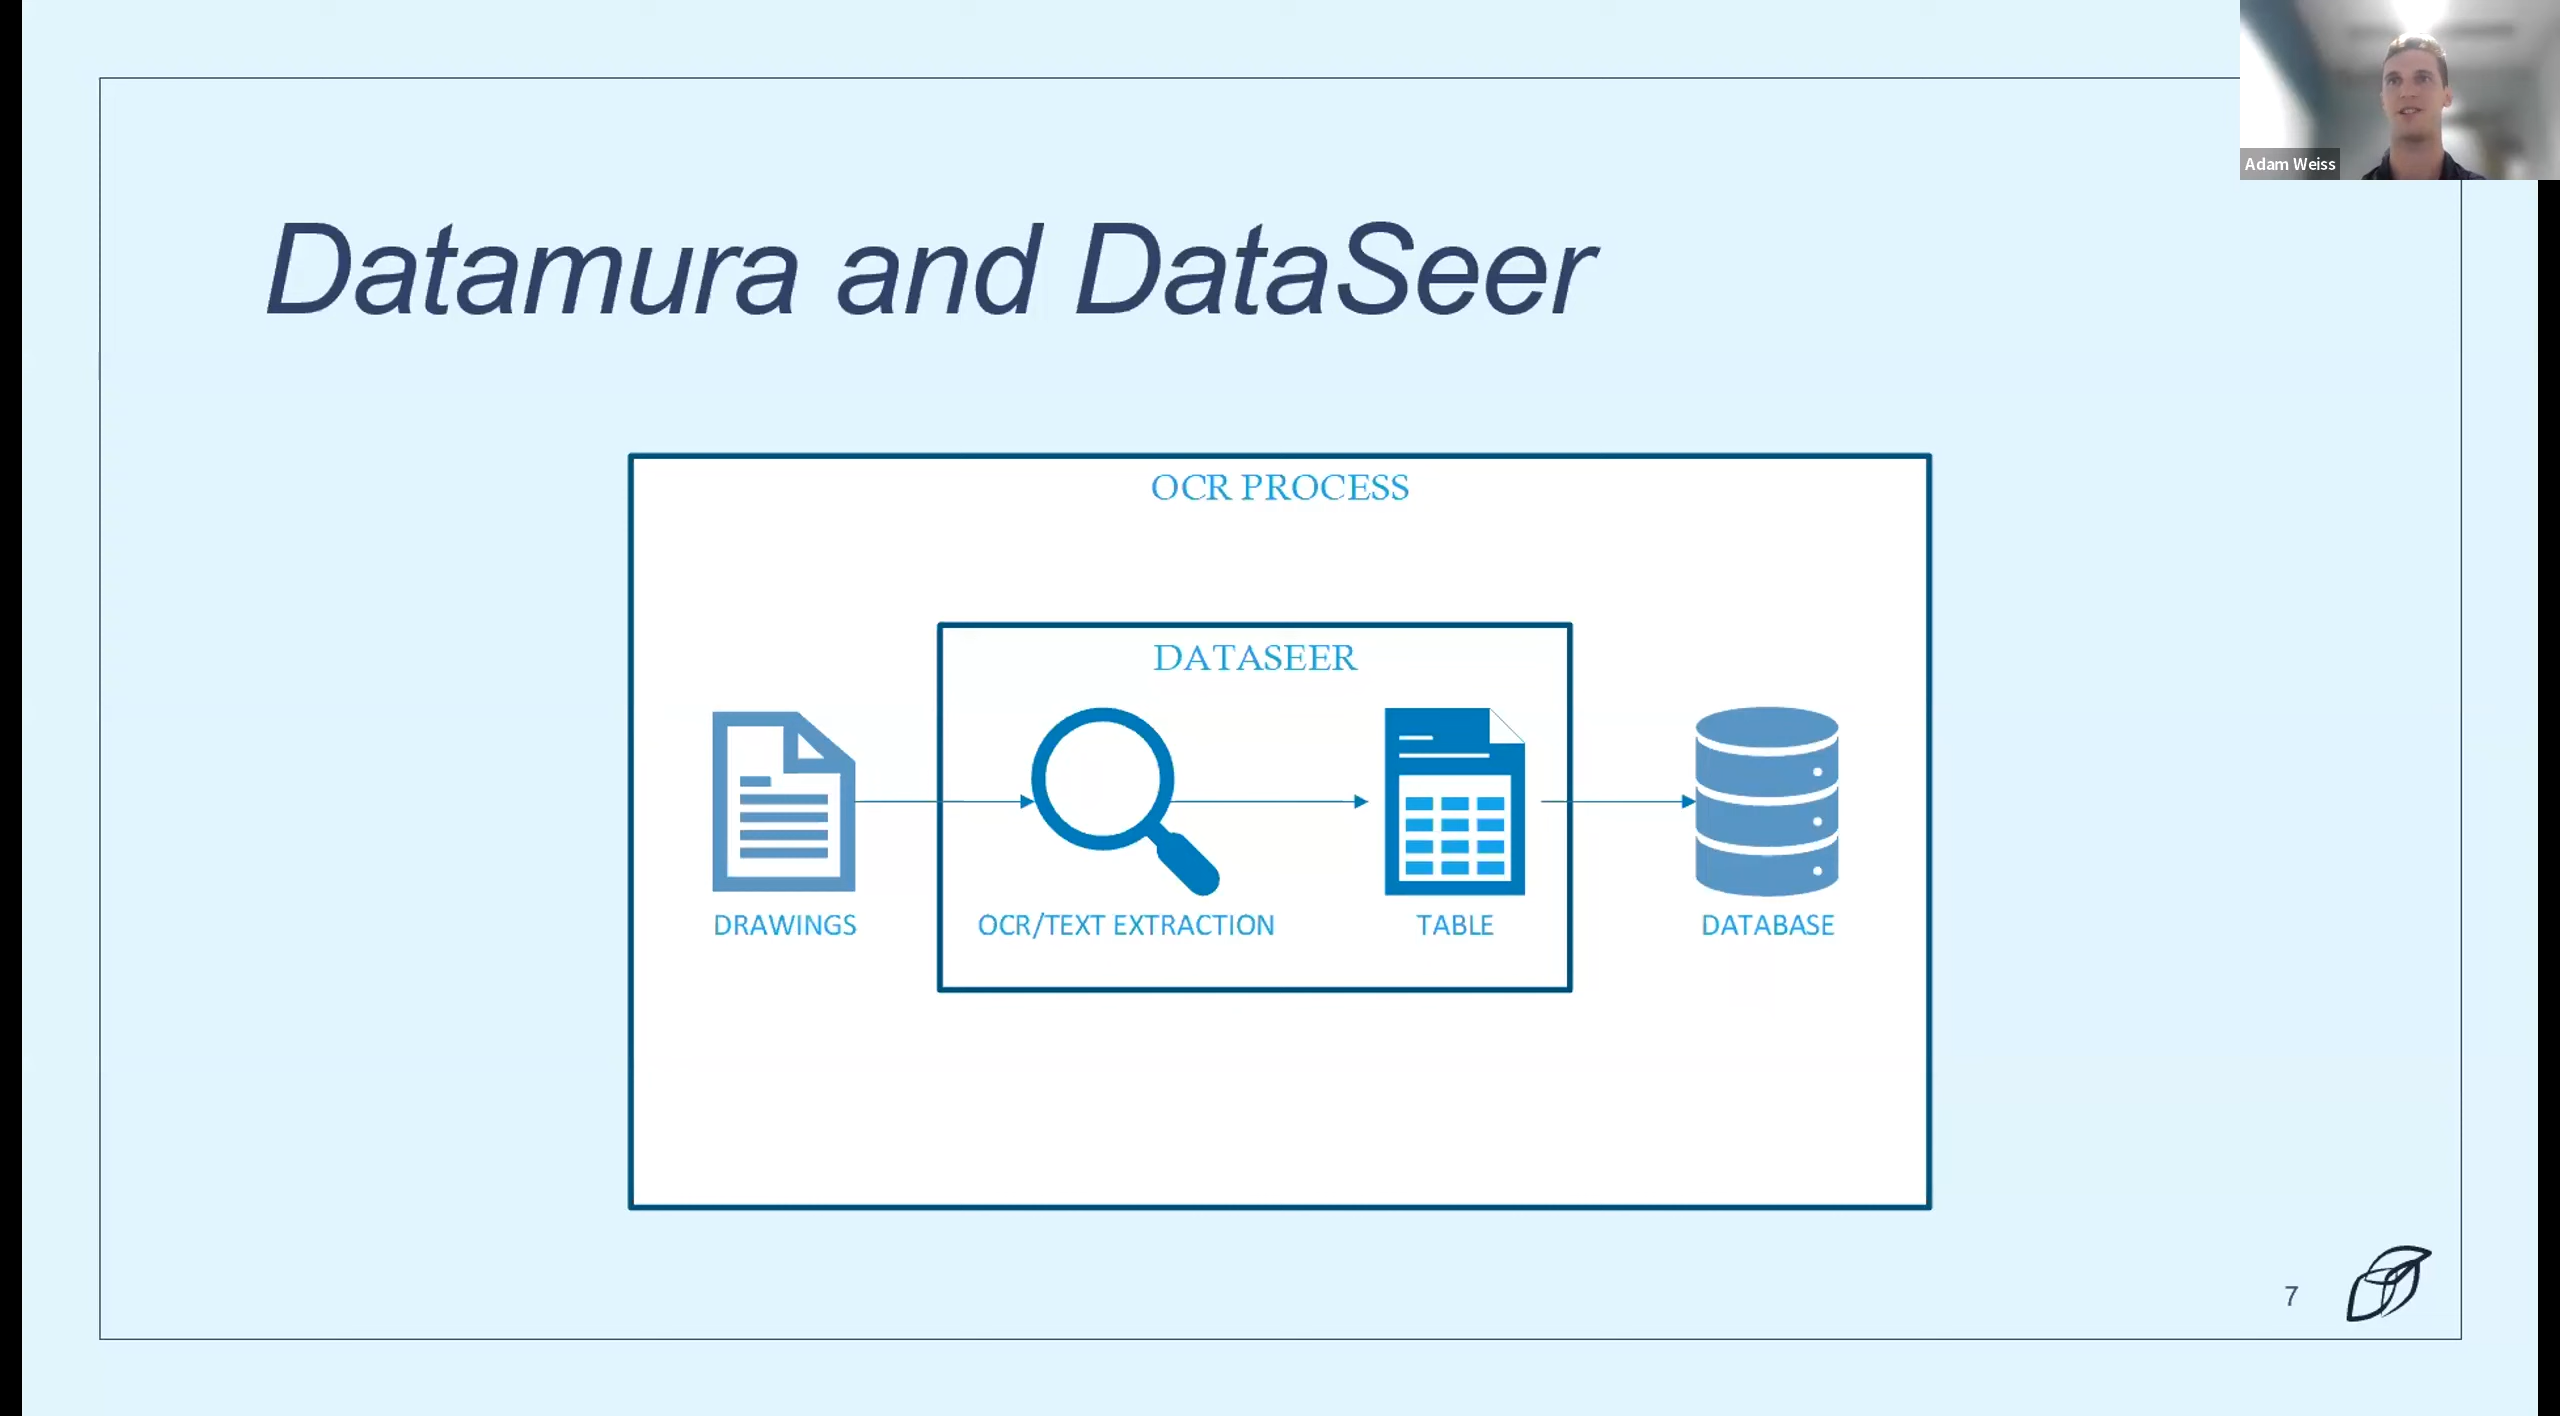 Adam Weiss
Datamura and DataSeer
OCR PROCESS
DATASEER
DRAWINGS
OCR/TEXT EXTRACTION
TABLE
DATABASE
7